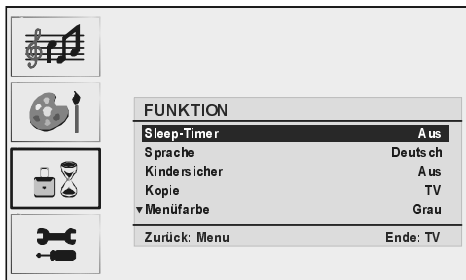 FUNKTION
Sleep-Timer Aus
Sprache Deutsch
Kindersicher Aus
Kopie TV
▾Menüfarbe Grau
Zurück: Menu Ende: TV